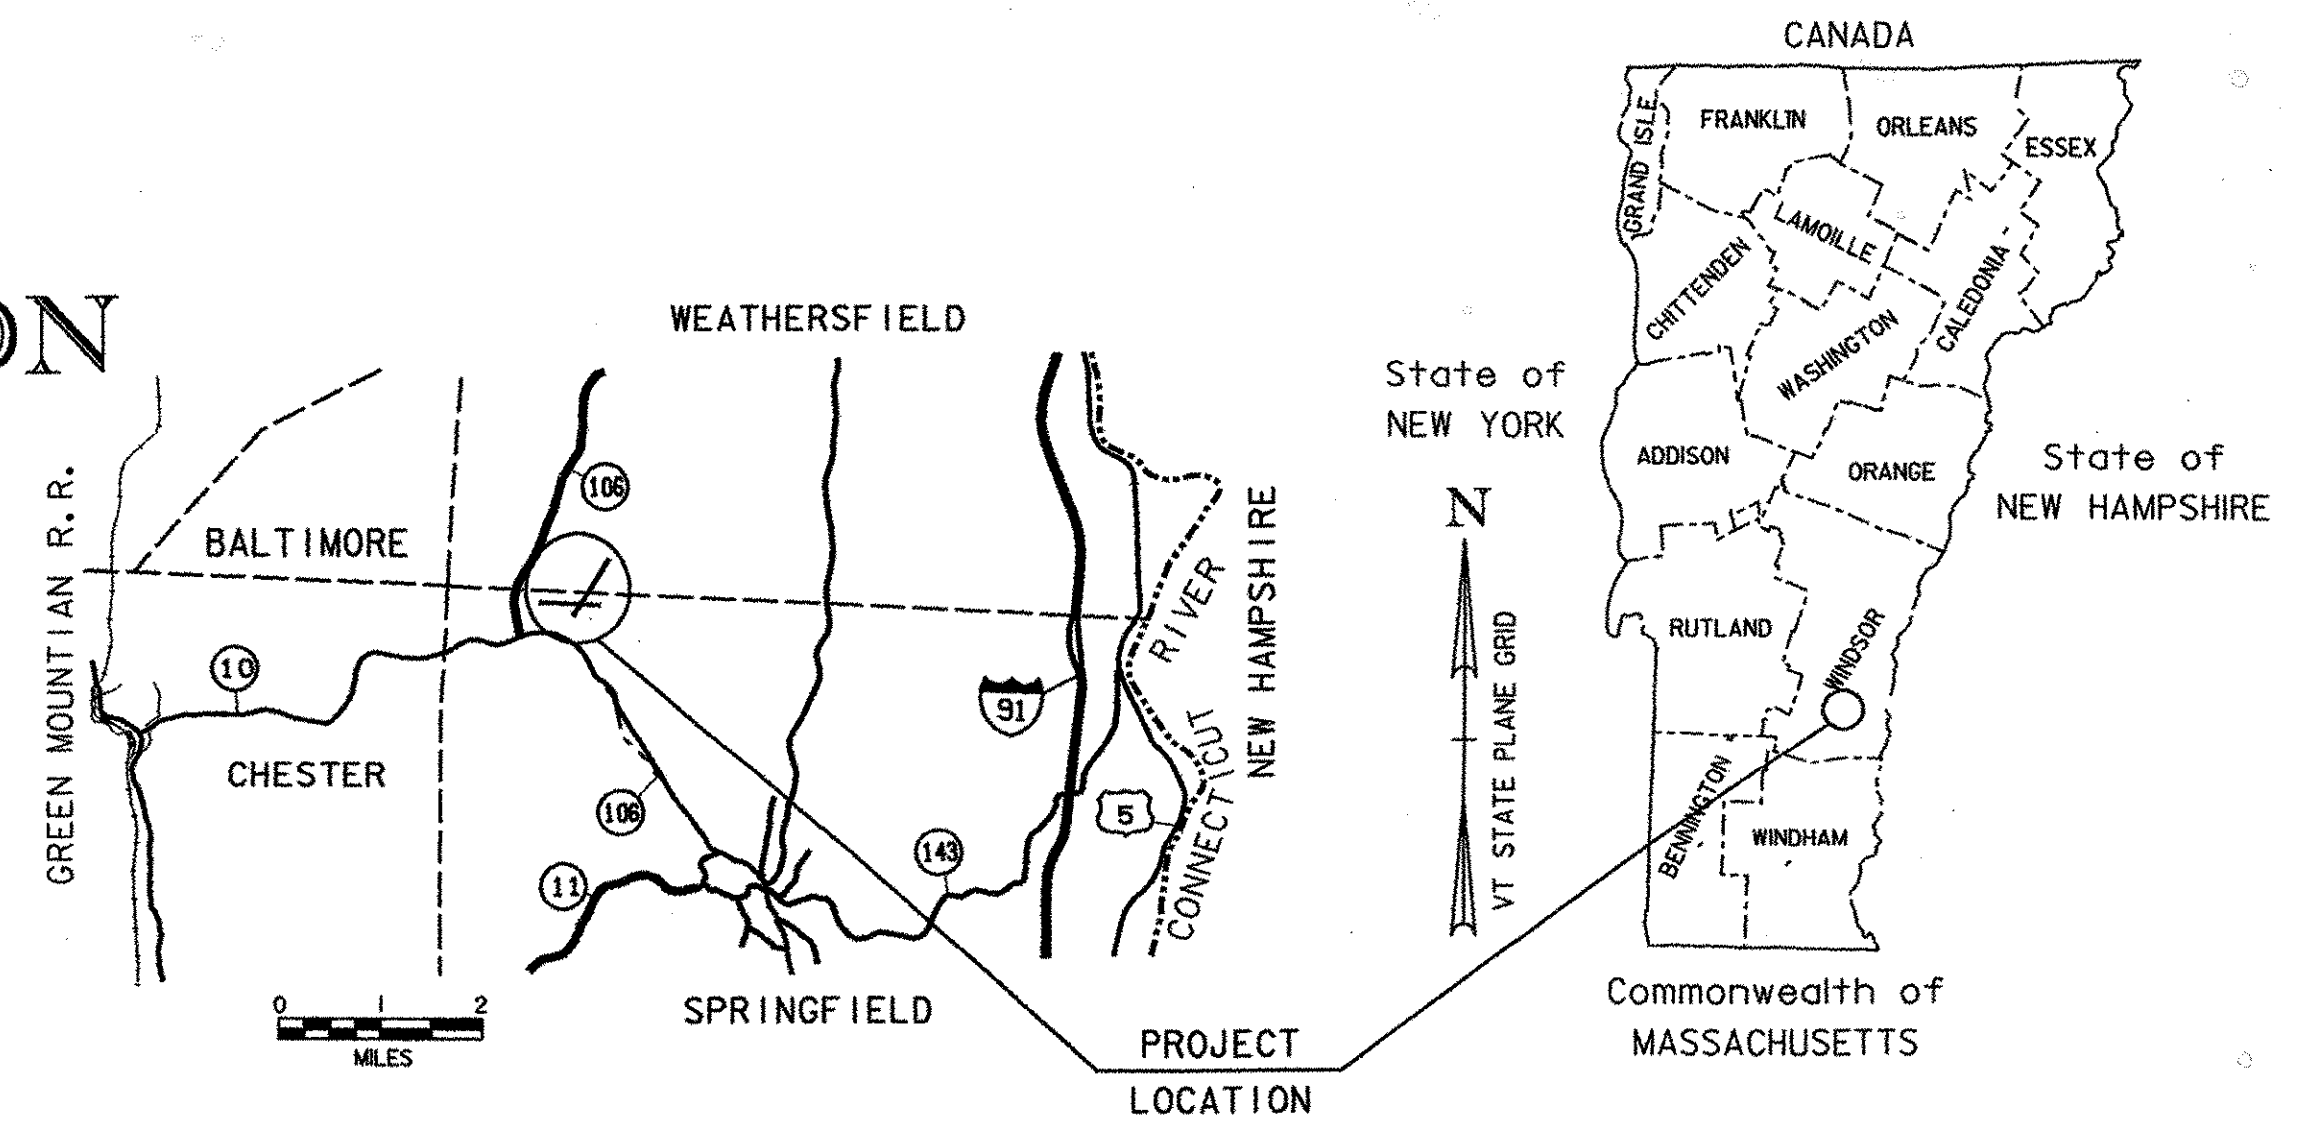 ON
WEATHERSFIELD
106
BALTIMORE
GREEN MOUNTIAN R.R.
10
CHESTER
106
11
143
91
5
RIVER
CONNECTICUT
NEW HAMPSHIRE
SPRINGFIELD
0 1 2
MILES
PROJECT
LOCATION
N
VT STATE PLANE GRID
CANADA
GRAND ISLE
FRANKLIN
ORLEANS
ESSEX
LAMOILLE
CHITTENDEN
CALEDONIA
WASHINGTON
State of
NEW YORK
ADDISON
ORANGE
State of
NEW HAMPSHIRE
RUTLAND
WINDSOR
BENNINGTON
WINDHAM
Commonwealth of
MASSACHUSETTS